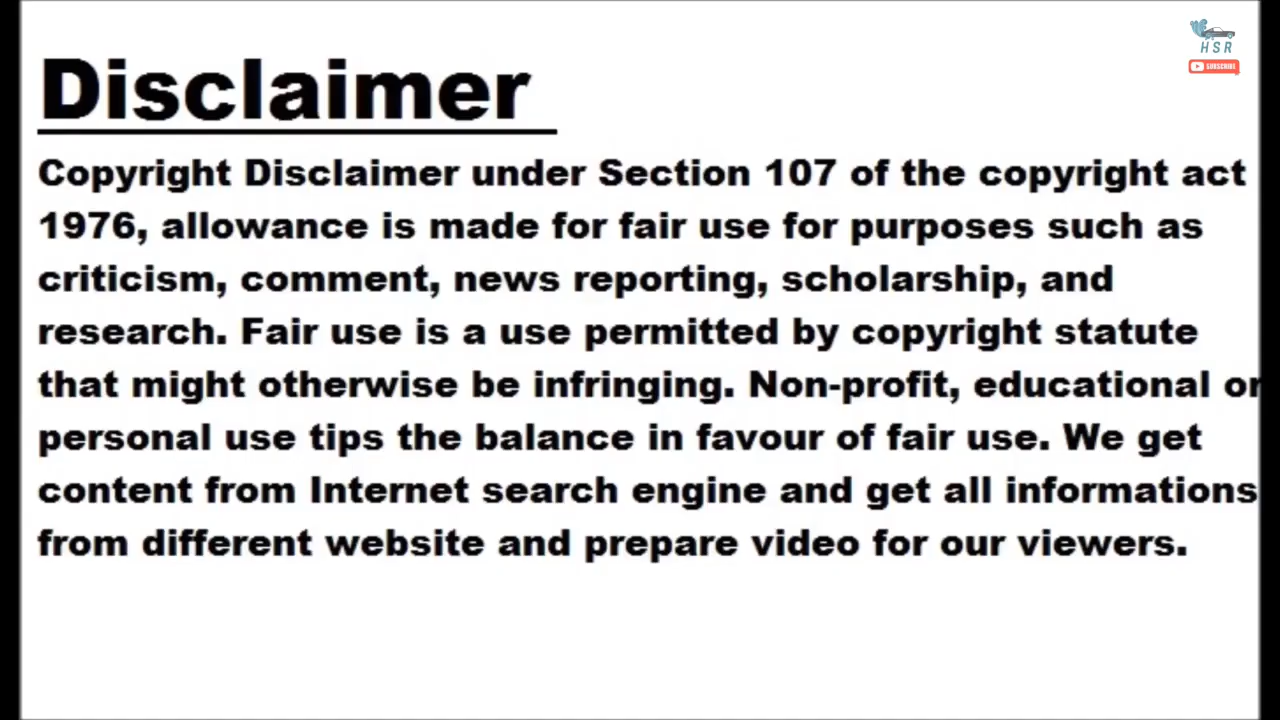 HSR
SUBSCRIBE
Disclaimer
Copyright Disclaimer under Section 107 of the copyright act
1976, allowance is made for fair use for purposes such as
criticism, comment, news reporting, scholarship, and
research. Fair use is a use permitted by copyright statute
that might otherwise be infringing. Non-profit, educational or
personal use tips the balance in favour of fair use. We get
content from Internet search engine and get all informations
from different website and prepare video for our viewers.